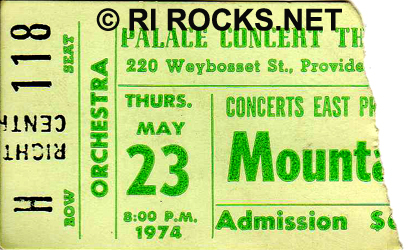 © RI ROCKS.NET
118
SEAT
RIGHT
CENTR
H
ROW
ORCHESTRA
PALACE CONCERT TH
220 Weybosset St., Provide
THURS.
MAY
23
8:00 P.M.
1974
CONCERTS EAST P
Mounta
Admission $